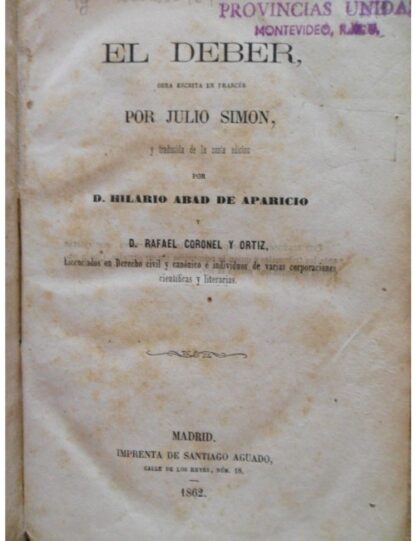 PROVINCIAS UNIDA
MONTEVIDEO, R.
EL DEBER,
OBRA ESCRITA EN FRANCÉS
POR JULIO SIMON,
y traducida de la sexta edicion
POR
D. HILARIO ABAD DE APARICIO
Y
D. RAFAEL CORONEL Y ORTIZ,
Licenciados en Derecho civil y canónico é individuos de varias corporaciones
científicas y literarias.
MADRID.
IMPRENTA DE SANTIAGO AGUADO,
CALLE DE LOS REYES, NÚM. 18.
1862.